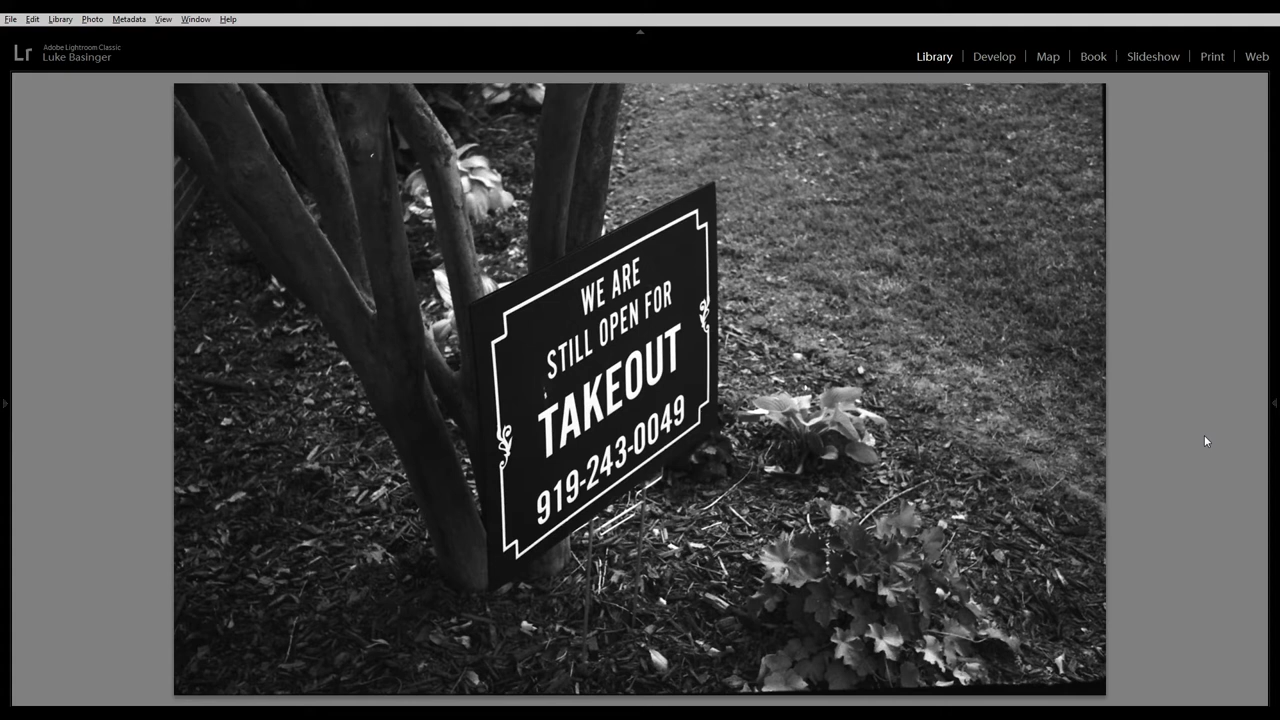 File Edit Library Photo Metadata View Window Help
Lr
Adobe Lightroom Classic
Luke Basinger
Library | Develop | Map | Book | Slideshow | Print | Web
WE ARE
STILL OPEN FOR
TAKEOUT
919-243-0049